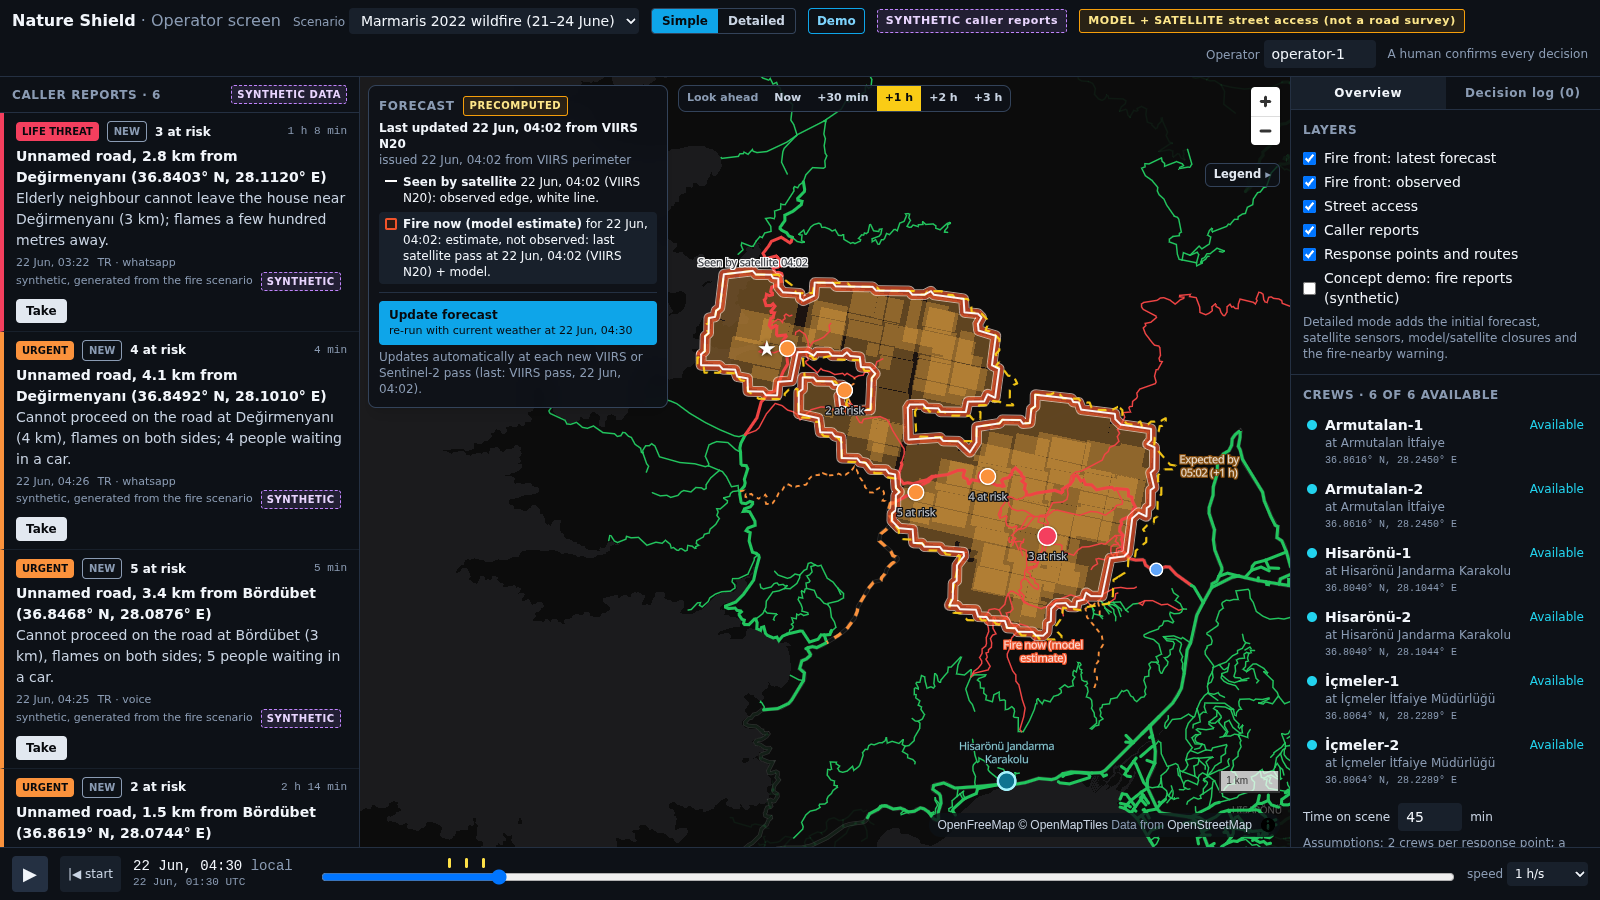 Nature Shield · Operator screen
Scenario Marmaris 2022 wildfire (21–24 June)
Simple Detailed Demo
SYNTHETIC caller reports
MODEL + SATELLITE street access (not a road survey)
Operator operator-1 A human confirms every decision
CALLER REPORTS · 6 SYNTHETIC DATA
LIFE THREAT NEW 3 at risk 1 h 8 min
Unnamed road, 2.8 km from
Değirmenyanı (36.8403° N, 28.1120° E)
Elderly neighbour cannot leave the house near
Değirmenyanı (3 km); flames a few hundred
metres away.
22 Jun, 03:22 TR · whatsapp
synthetic, generated from the fire scenario SYNTHETIC
Take
URGENT NEW 4 at risk 4 min
Unnamed road, 4.1 km from
Değirmenyanı (36.8492° N, 28.1010° E)
Cannot proceed on the road at Değirmenyanı
(4 km), flames on both sides; 4 people waiting
in a car.
22 Jun, 04:26 TR · whatsapp
synthetic, generated from the fire scenario SYNTHETIC
Take
URGENT NEW 5 at risk 5 min
Unnamed road, 3.4 km from Bördübet
(36.8468° N, 28.0876° E)
Cannot proceed on the road at Bördübet (3
km), flames on both sides; 5 people waiting in
a car.
22 Jun, 04:25 TR · voice
synthetic, generated from the fire scenario SYNTHETIC
Take
URGENT NEW 2 at risk 2 h 14 min
Unnamed road, 1.5 km from Bördübet
(36.8619° N, 28.0744° E)
FORECAST PRECOMPUTED
Last updated 22 Jun, 04:02 from VIIRS
N20
issued 22 Jun, 04:02 from VIIRS perimeter
Seen by satellite 22 Jun, 04:02 (VIIRS
N20): observed edge, white line.
Fire now (model estimate) for 22 Jun,
04:02: estimate, not observed: last
satellite pass at 22 Jun, 04:02 (VIIRS
N20) + model.
Update forecast
re-run with current weather at 22 Jun, 04:30
Updates automatically at each new VIIRS or
Sentinel-2 pass (last: VIIRS pass, 22 Jun,
04:02).
Look ahead Now +30 min +1 h +2 h +3 h
+
−
Legend ▸
Seen by satellite 04:02
2 at risk
4 at risk
5 at risk
3 at risk
Expected by
05:02 (+1 h)
Fire now (model
estimate)
Hisarönü Jandarma
Karakolu
1 km
HİSARÖNÜ
OpenFreeMap © OpenMapTiles Data from OpenStreetMap
Overview Decision log (0)
LAYERS
Fire front: latest forecast
Fire front: observed
Street access
Caller reports
Response points and routes
Concept demo: fire reports
(synthetic)
Detailed mode adds the initial forecast,
satellite sensors, model/satellite closures and
the fire-nearby warning.
CREWS · 6 OF 6 AVAILABLE
Armutalan-1 Available
at Armutalan İtfaiye
36.8616° N, 28.2450° E
Armutalan-2 Available
at Armutalan İtfaiye
36.8616° N, 28.2450° E
Hisarönü-1 Available
at Hisarönü Jandarma Karakolu
36.8040° N, 28.1044° E
Hisarönü-2 Available
at Hisarönü Jandarma Karakolu
36.8040° N, 28.1044° E
İçmeler-1 Available
at İçmeler İtfaiye Müdürlüğü
36.8064° N, 28.2289° E
İçmeler-2 Available
at İçmeler İtfaiye Müdürlüğü
36.8064° N, 28.2289° E
Time on scene 45 min
Assumptions: 2 crews per response point; a
▶ |◀ start 22 Jun, 04:30 local
22 Jun, 01:30 UTC
speed 1 h/s